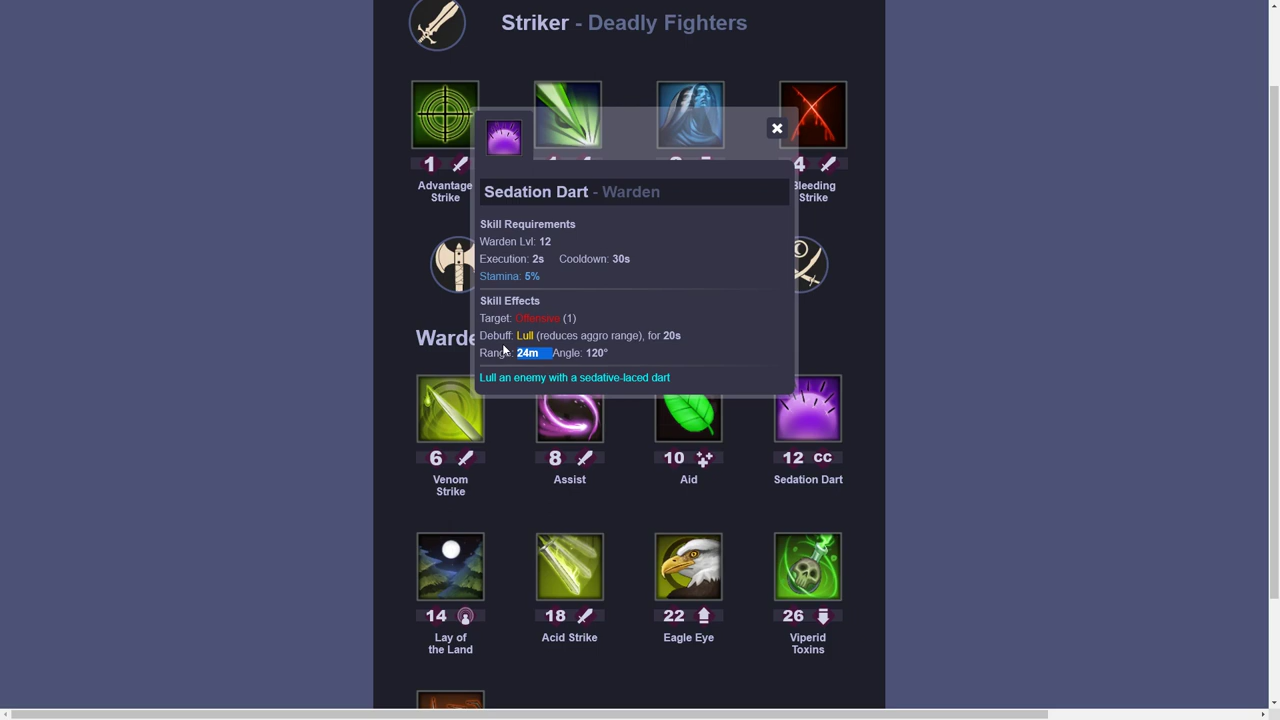 Striker - Deadly Fighters
1
4
Advantage
Strike
Bleeding
Strike
Sedation Dart - Warden
Skill Requirements
Warden Lvl: 12
Execution: 2s Cooldown: 30s
Stamina: 5%
Skill Effects
Target: Offensive (1)
Debuff: Lull (reduces aggro range), for 20s
Range: 24m Angle: 120°
Lull an enemy with a sedative-laced dart
6
8
10
12 CC
Venom
Strike
Assist
Aid
Sedation Dart
14
18
22
26
Lay of
the Land
Acid Strike
Eagle Eye
Viperid
Toxins